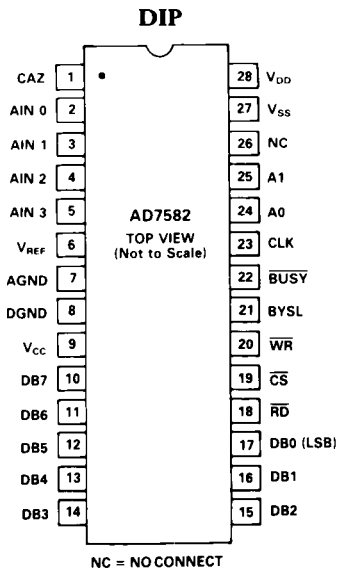 DIP
CAZ 1 28 VDD
AIN 0 2 27 VSS
AIN 1 3 26 NC
AIN 2 4 25 A1
AIN 3 5 24 A0
AD7582
TOP VIEW
(Not to Scale)
VREF 6 23 CLK
AGND 7 22 BUSY
DGND 8 21 BYSL
VCC 9 20 WR
DB7 10 19 CS
DB6 11 18 RD
DB5 12 17 DB0 (LSB)
DB4 13 16 DB1
DB3 14 15 DB2
NC = NO CONNECT